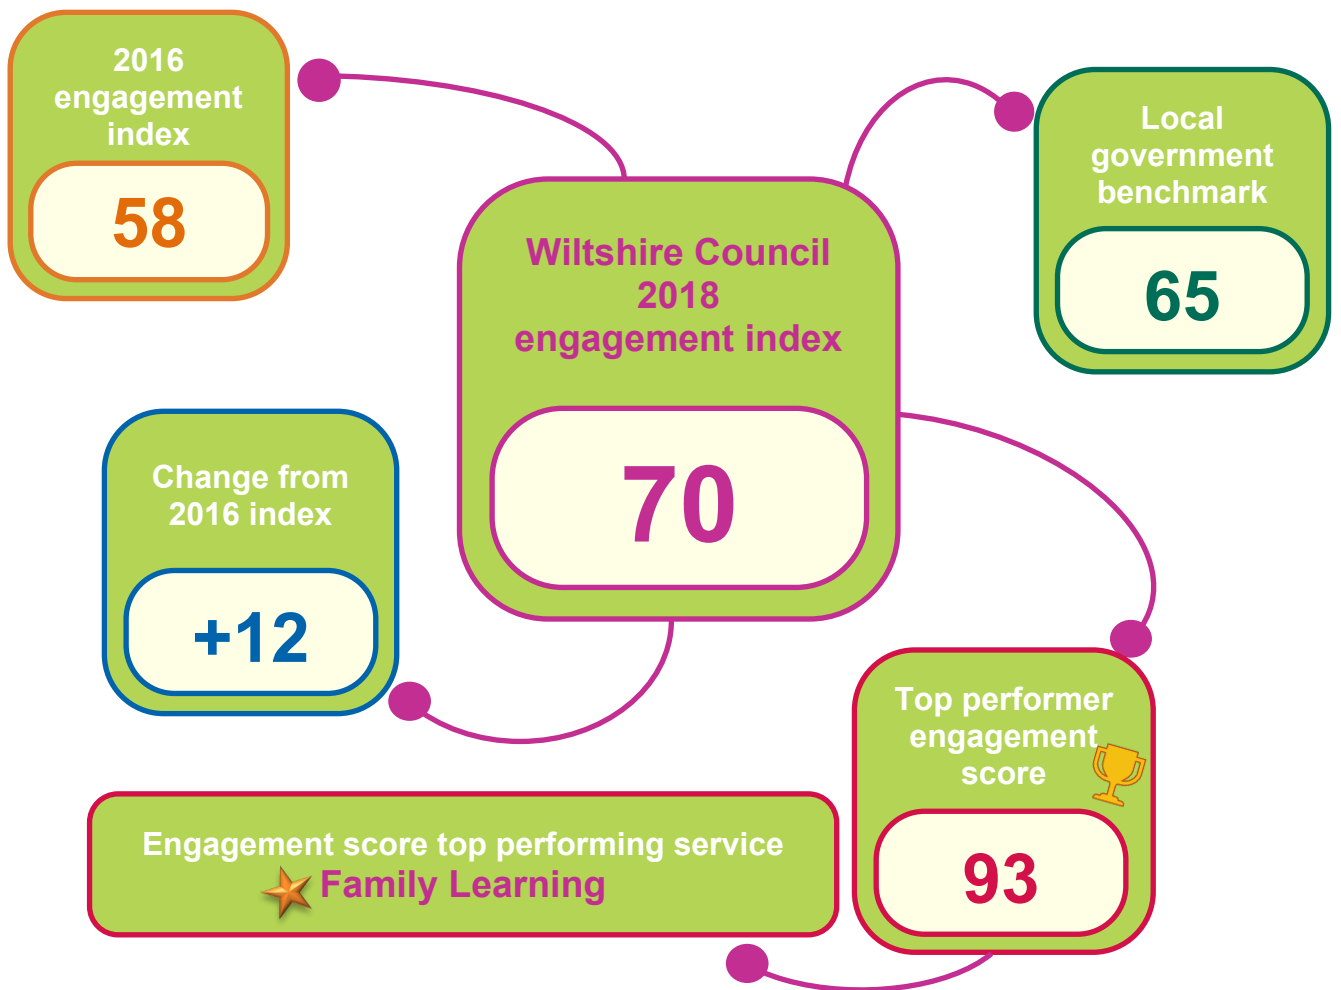 2016
engagement
index
58
Local
government
benchmark
65
Wiltshire Council
2018
engagement index
70
Change from
2016 index
+12
Top performer
engagement
score
93
Engagement score top performing service
Family Learning